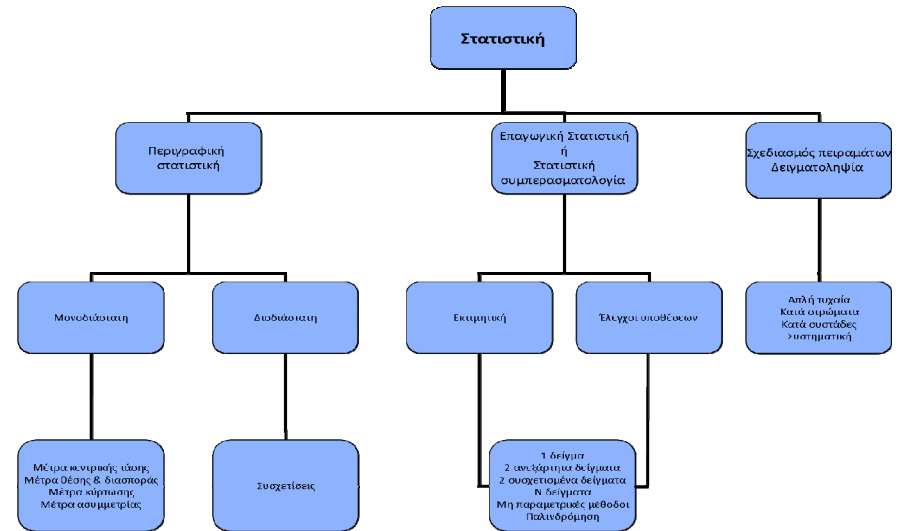 Στατιστική
Περιγραφική
στατιστική
Επαγωγική Στατιστική
ή
Στατιστική
συμπερασματολογία
Σχεδιασμός πειραμάτων
Δειγματοληψία
Μονοδιάστατη
Δισδιάστατη
Εκτιμητική
Έλεγχοι υποθέσεων
Απλή τυχαία
Κατά στρώματα
Κατά συστάδες
Συστηματική
Μέτρα κεντρικής τάσης
Μέτρα θέσης & διασποράς
Μέτρα κύρτωσης
Μέτρα ασυμμετρίας
Συσχετίσεις
1 δείγμα
2 ανεξάρτητα δείγματα
2 συσχετισμένα δείγματα
Ν δείγματα
Μη παραμετρικές μέθοδοι
Παλινδρόμηση